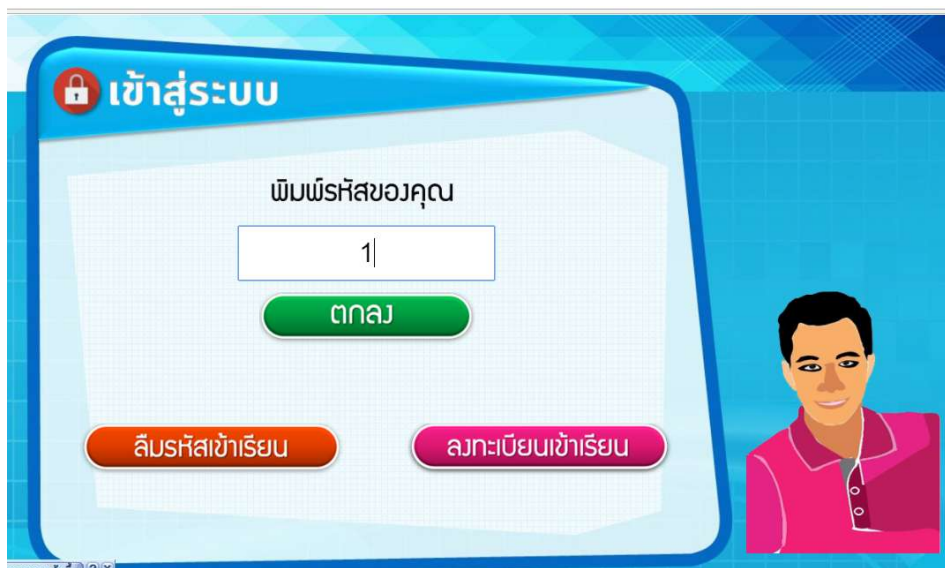 เข้าสู่ระบบ
พิมพ์รหัสของคุณ
1
ตกลง
ลืมรหัสเข้าเรียน
ลงทะเบียนเข้าเรียน